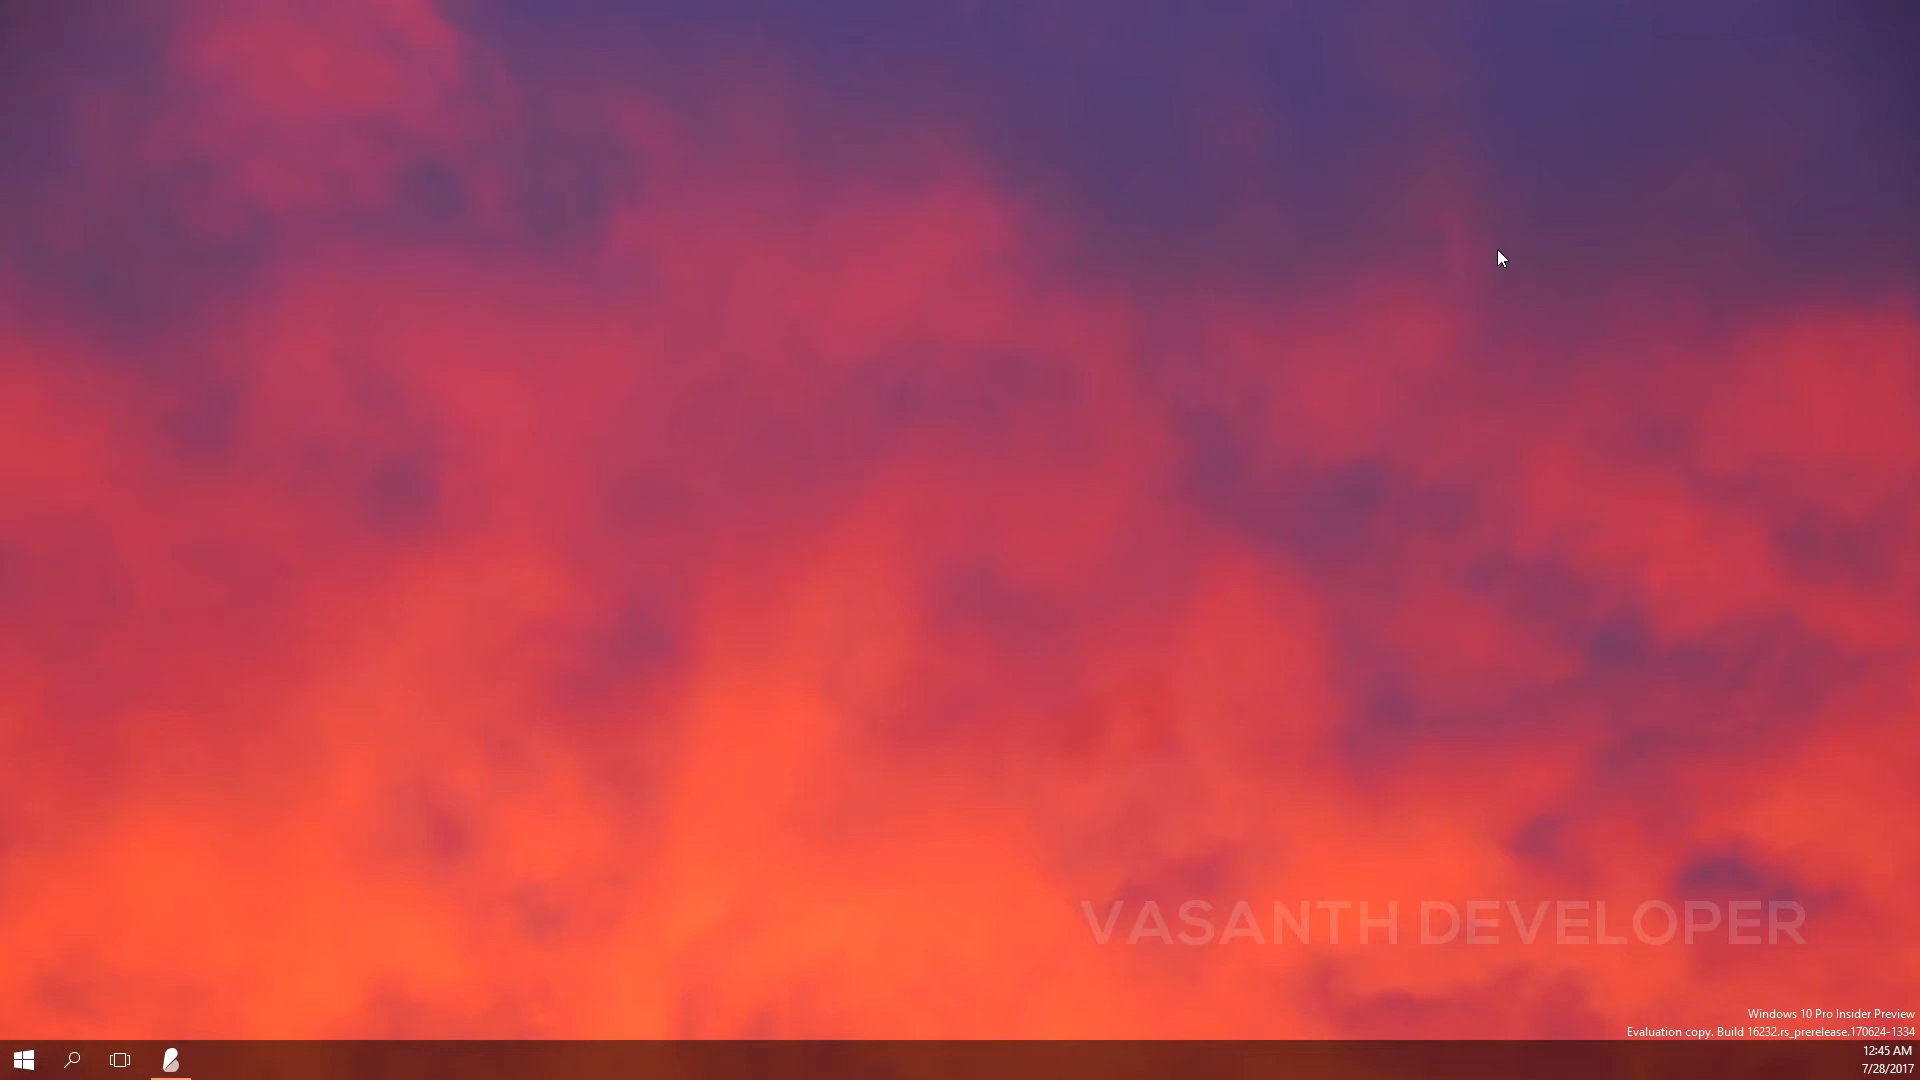 VASANTH DEVELOPER
Windows 10 Pro Insider Preview
Evaluation copy. Build 16232.rs_prerelease.170624-1334
12:45 AM
7/28/2017